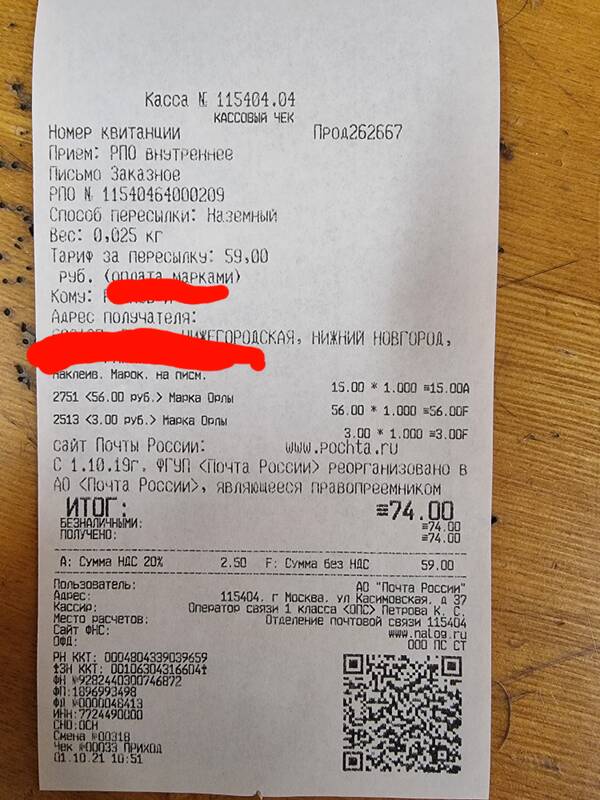 Касса № 115404.04
КАССОВЫЙ ЧЕК
Номер квитанции Прод262667
Прием: РПО внутреннее
Письмо Заказное
РПО № 11540464000209
Способ пересылки: Наземный
Вес: 0,025 кг
Тариф за пересылку: 59,00
руб. (оплата марками)
Кому:
Адрес получателя:
НИЖЕГОРОДСКАЯ, НИЖНИЙ НОВГОРОД,
Наклеив. Марок. на писм.
15.00 * 1.000 ≡15.00A
2751 <56.00 руб.> Марка Орлы
56.00 * 1.000 ≡56.00F
2513 <3.00 руб.> Марка Орлы
3.00 * 1.000 ≡3.00F
сайт Почты России: www.pochta.ru
С 1.10.19г. ФГУП <Почта России> реорганизовано в
АО <Почта России>, являющееся правопреемником
ИТОГ: ≡74.00
БЕЗНАЛИЧНЫМИ: ≡74.00
ПОЛУЧЕНО: ≡74.00
А: Сумма НДС 20% 2.50 F: Сумма без НДС 59.00
Пользователь: АО "Почта России"
Адрес: 115404. г Москва. ул Касимовская. д 37
Кассир: Оператор связи 1 класса <ОПС> Петрова К. С.
Место расчетов: Отделение почтовой связи 115404
Сайт ФНС: www.nalog.ru
ОФД: ООО ПС СТ
РН ККТ: 0004804339039659
ЗН ККТ: 00106304316604
ФН №9282440300746872
ФП:1896993498
ФД №0000048413
ИНН:7724490000
СНО:ОСН
Смена №00318
Чек №00033 ПРИХОД
01.10.21 10:51